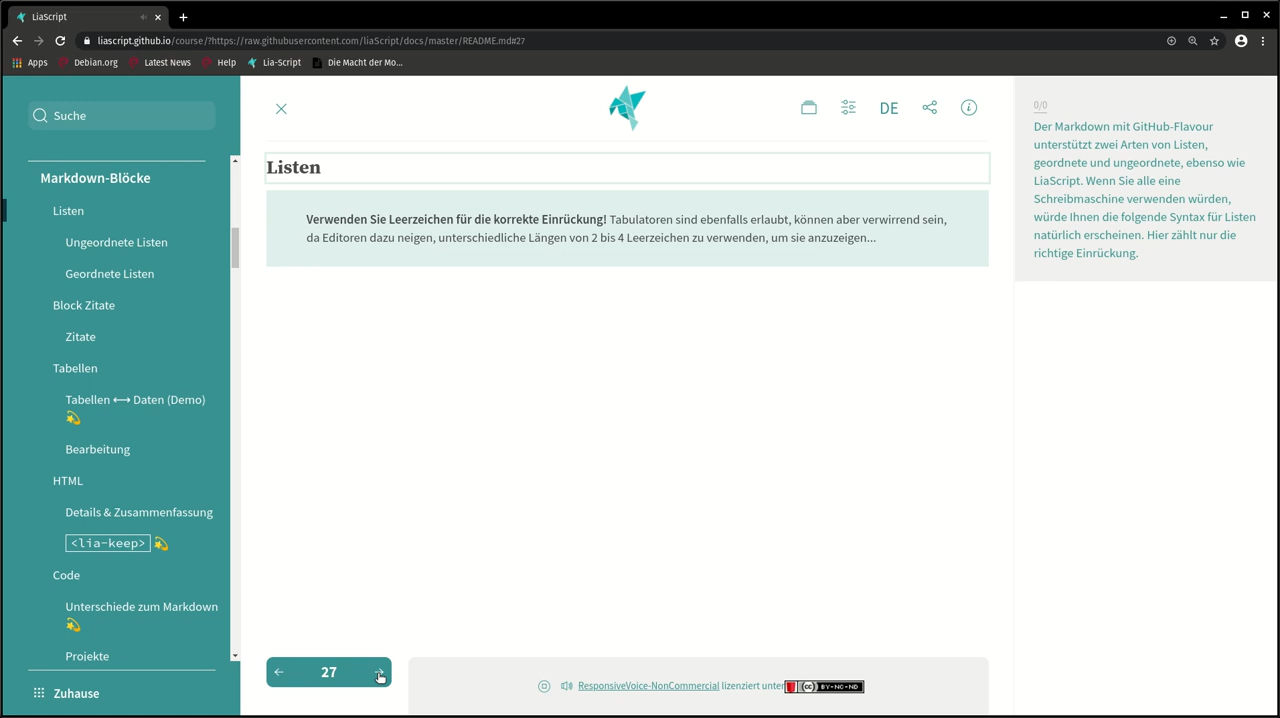 LiaScript
liascript.github.io/course/?https://raw.githubusercontent.com/liaScript/docs/master/README.md#27
Apps
Debian.org
Latest News
Help
Lia-Script
Die Macht der Mo...
Suche
Markdown-Blöcke
Listen
Ungeordnete Listen
Geordnete Listen
Block Zitate
Zitate
Tabellen
Tabellen ⟷ Daten (Demo)
💫
Bearbeitung
HTML
Details & Zusammenfassung
<lia-keep> 💫
Code
Unterschiede zum Markdown
💫
Projekte
Zuhause
DE
Listen
Verwenden Sie Leerzeichen für die korrekte Einrückung! Tabulatoren sind ebenfalls erlaubt, können aber verwirrend sein,
da Editoren dazu neigen, unterschiedliche Längen von 2 bis 4 Leerzeichen zu verwenden, um sie anzuzeigen...
27
ResponsiveVoice-NonCommercial lizenziert unter
cc BY-NC-ND
0/0
Der Markdown mit GitHub-Flavour
unterstützt zwei Arten von Listen,
geordnete und ungeordnete, ebenso wie
LiaScript. Wenn Sie alle eine
Schreibmaschine verwenden würden,
würde Ihnen die folgende Syntax für Listen
natürlich erscheinen. Hier zählt nur die
richtige Einrückung.